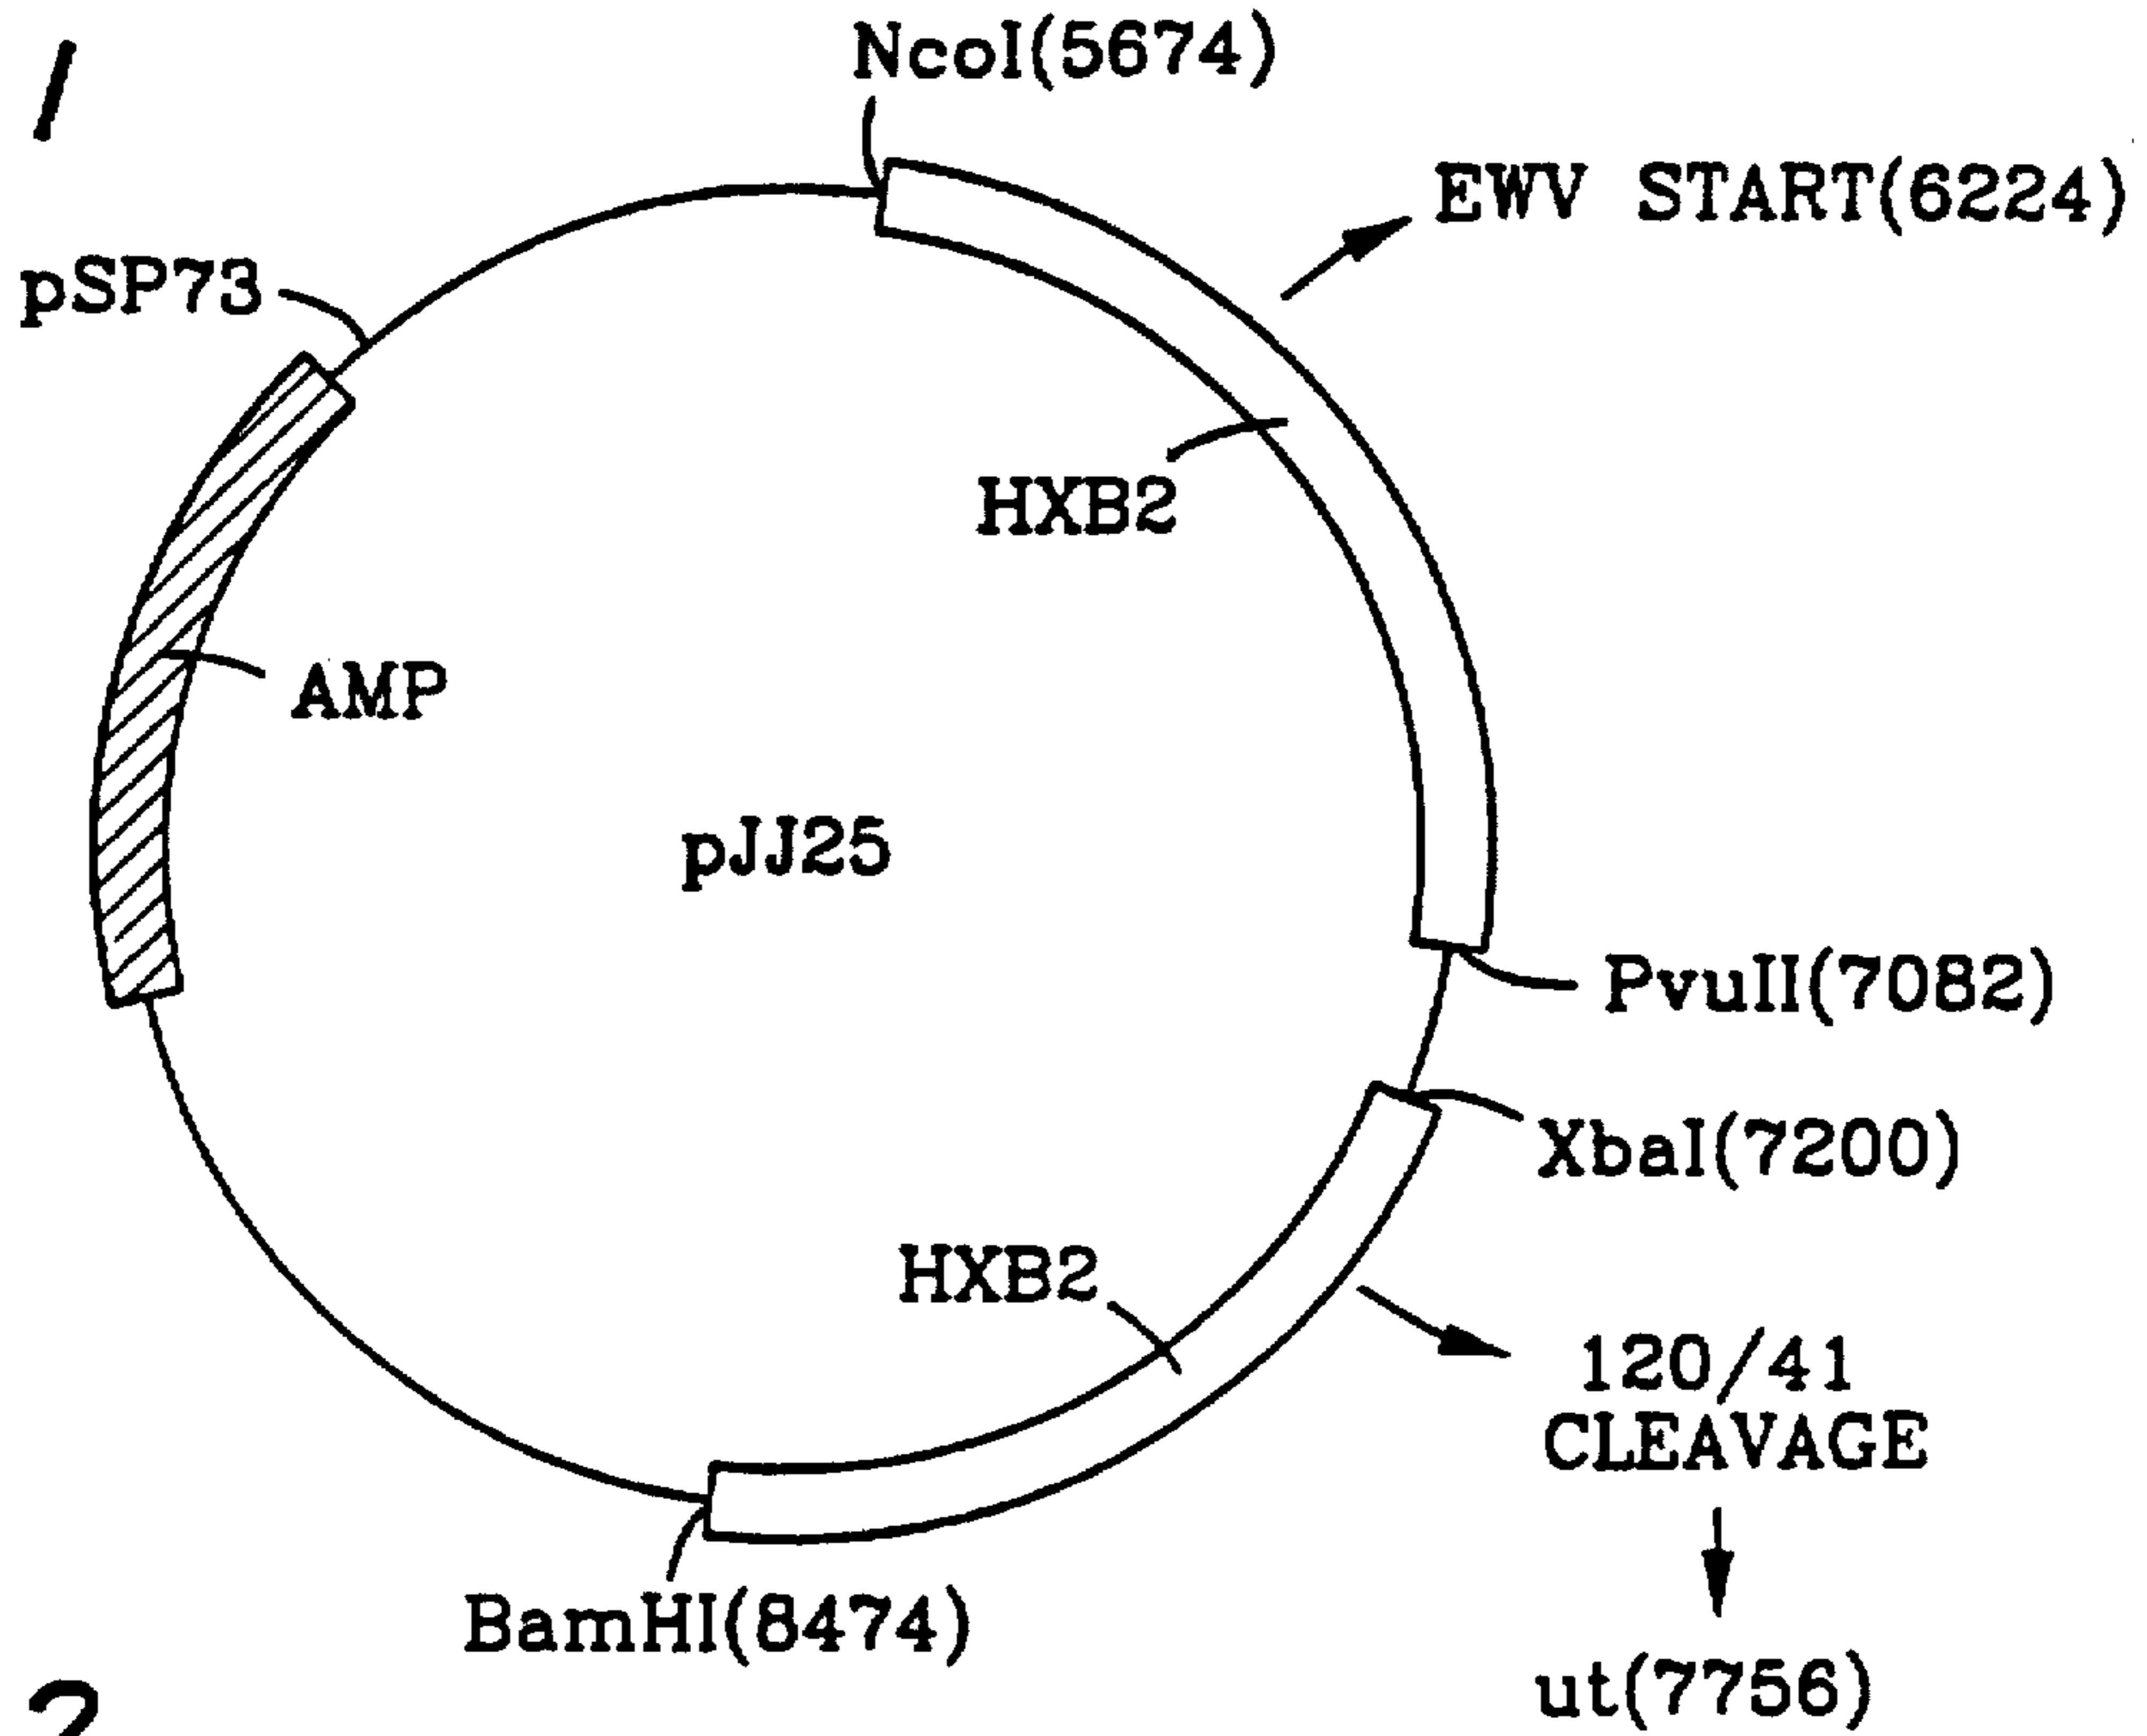 1
NcoI(5674)
EWV START(6224)
pSP73
HXB2
AMP
pJJ25
PvuII(7082)
XbaI(7200)
HXB2
120/41
CLEAVAGE
BamHI(8474)
ut(7756)
2